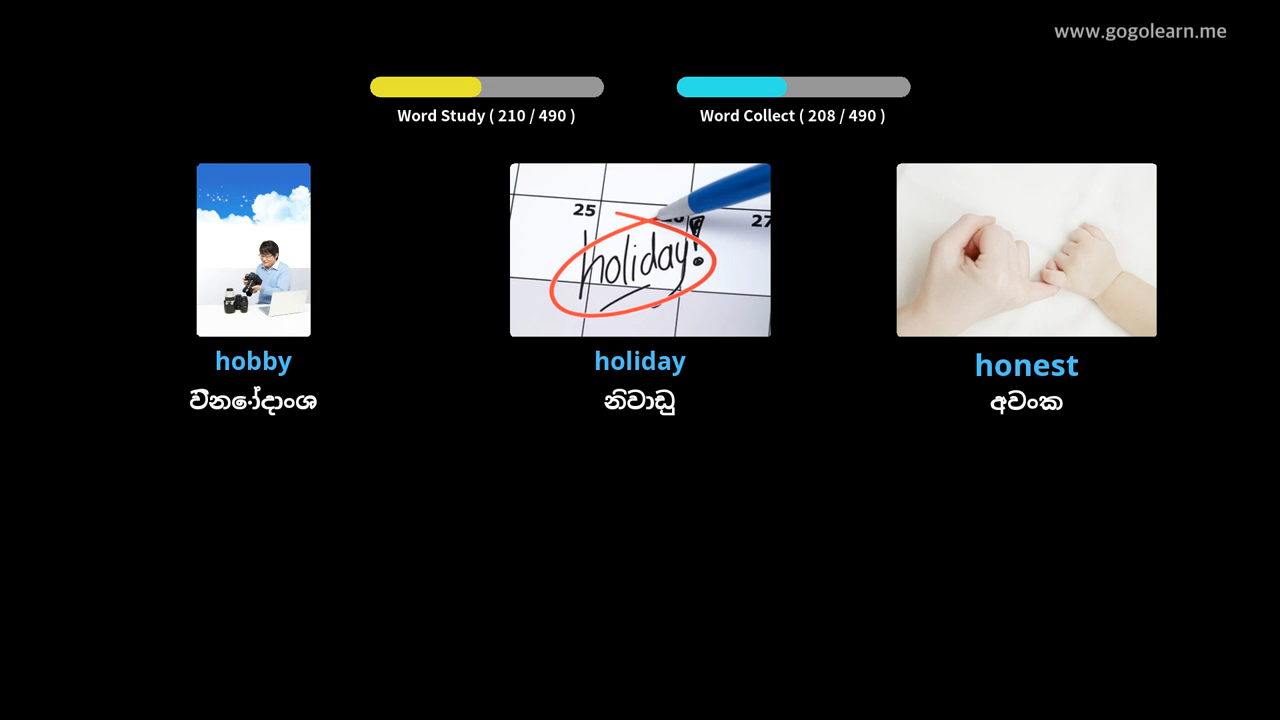 www.gogolearn.me
Word Study ( 210 / 490 )
Word Collect ( 208 / 490 )
25
27
holiday!
hobby
holiday
honest
විනෝදාංශ
නිවාඩු
අවංක